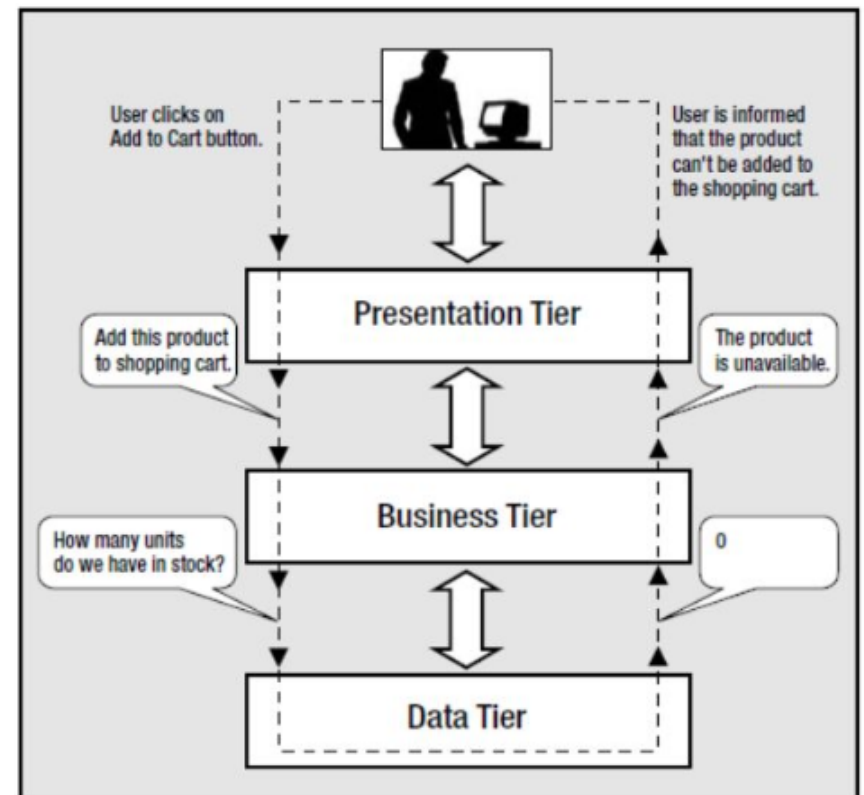 User clicks on
Add to Cart button.
User is informed
that the product
can't be added to
the shopping cart.
Presentation Tier
Add this product
to shopping cart.
The product
is unavailable.
Business Tier
How many units
do we have in stock?
0
Data Tier